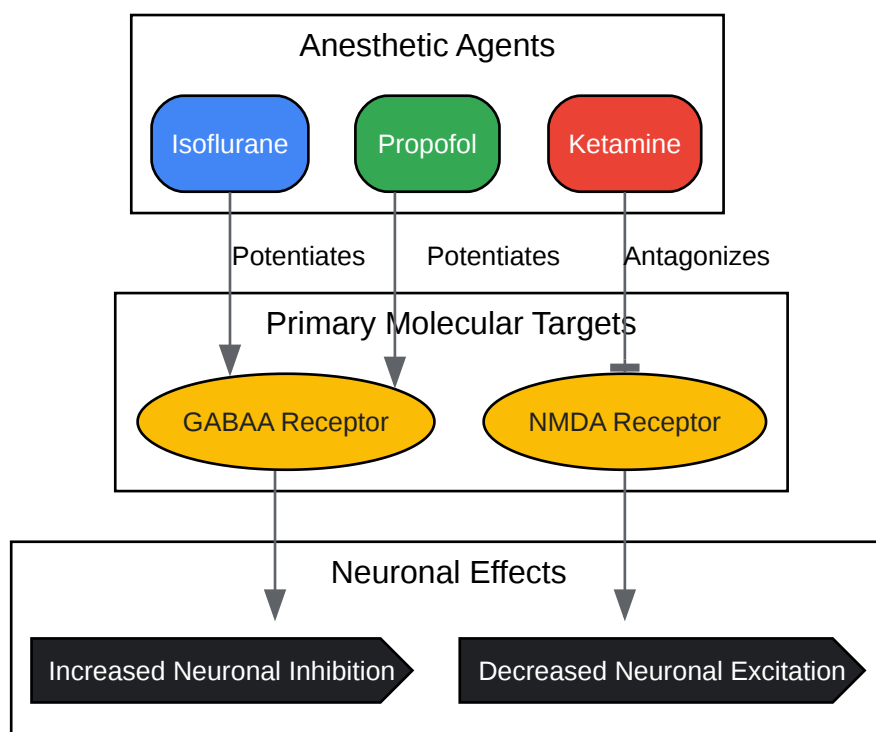 Anesthetic Agents
Isoflurane
Propofol
Ketamine
Potentiates
Potentiates
Antagonizes
Primary Molecular Targets
GABAA Receptor
NMDA Receptor
Neuronal Effects
Increased Neuronal Inhibition
Decreased Neuronal Excitation